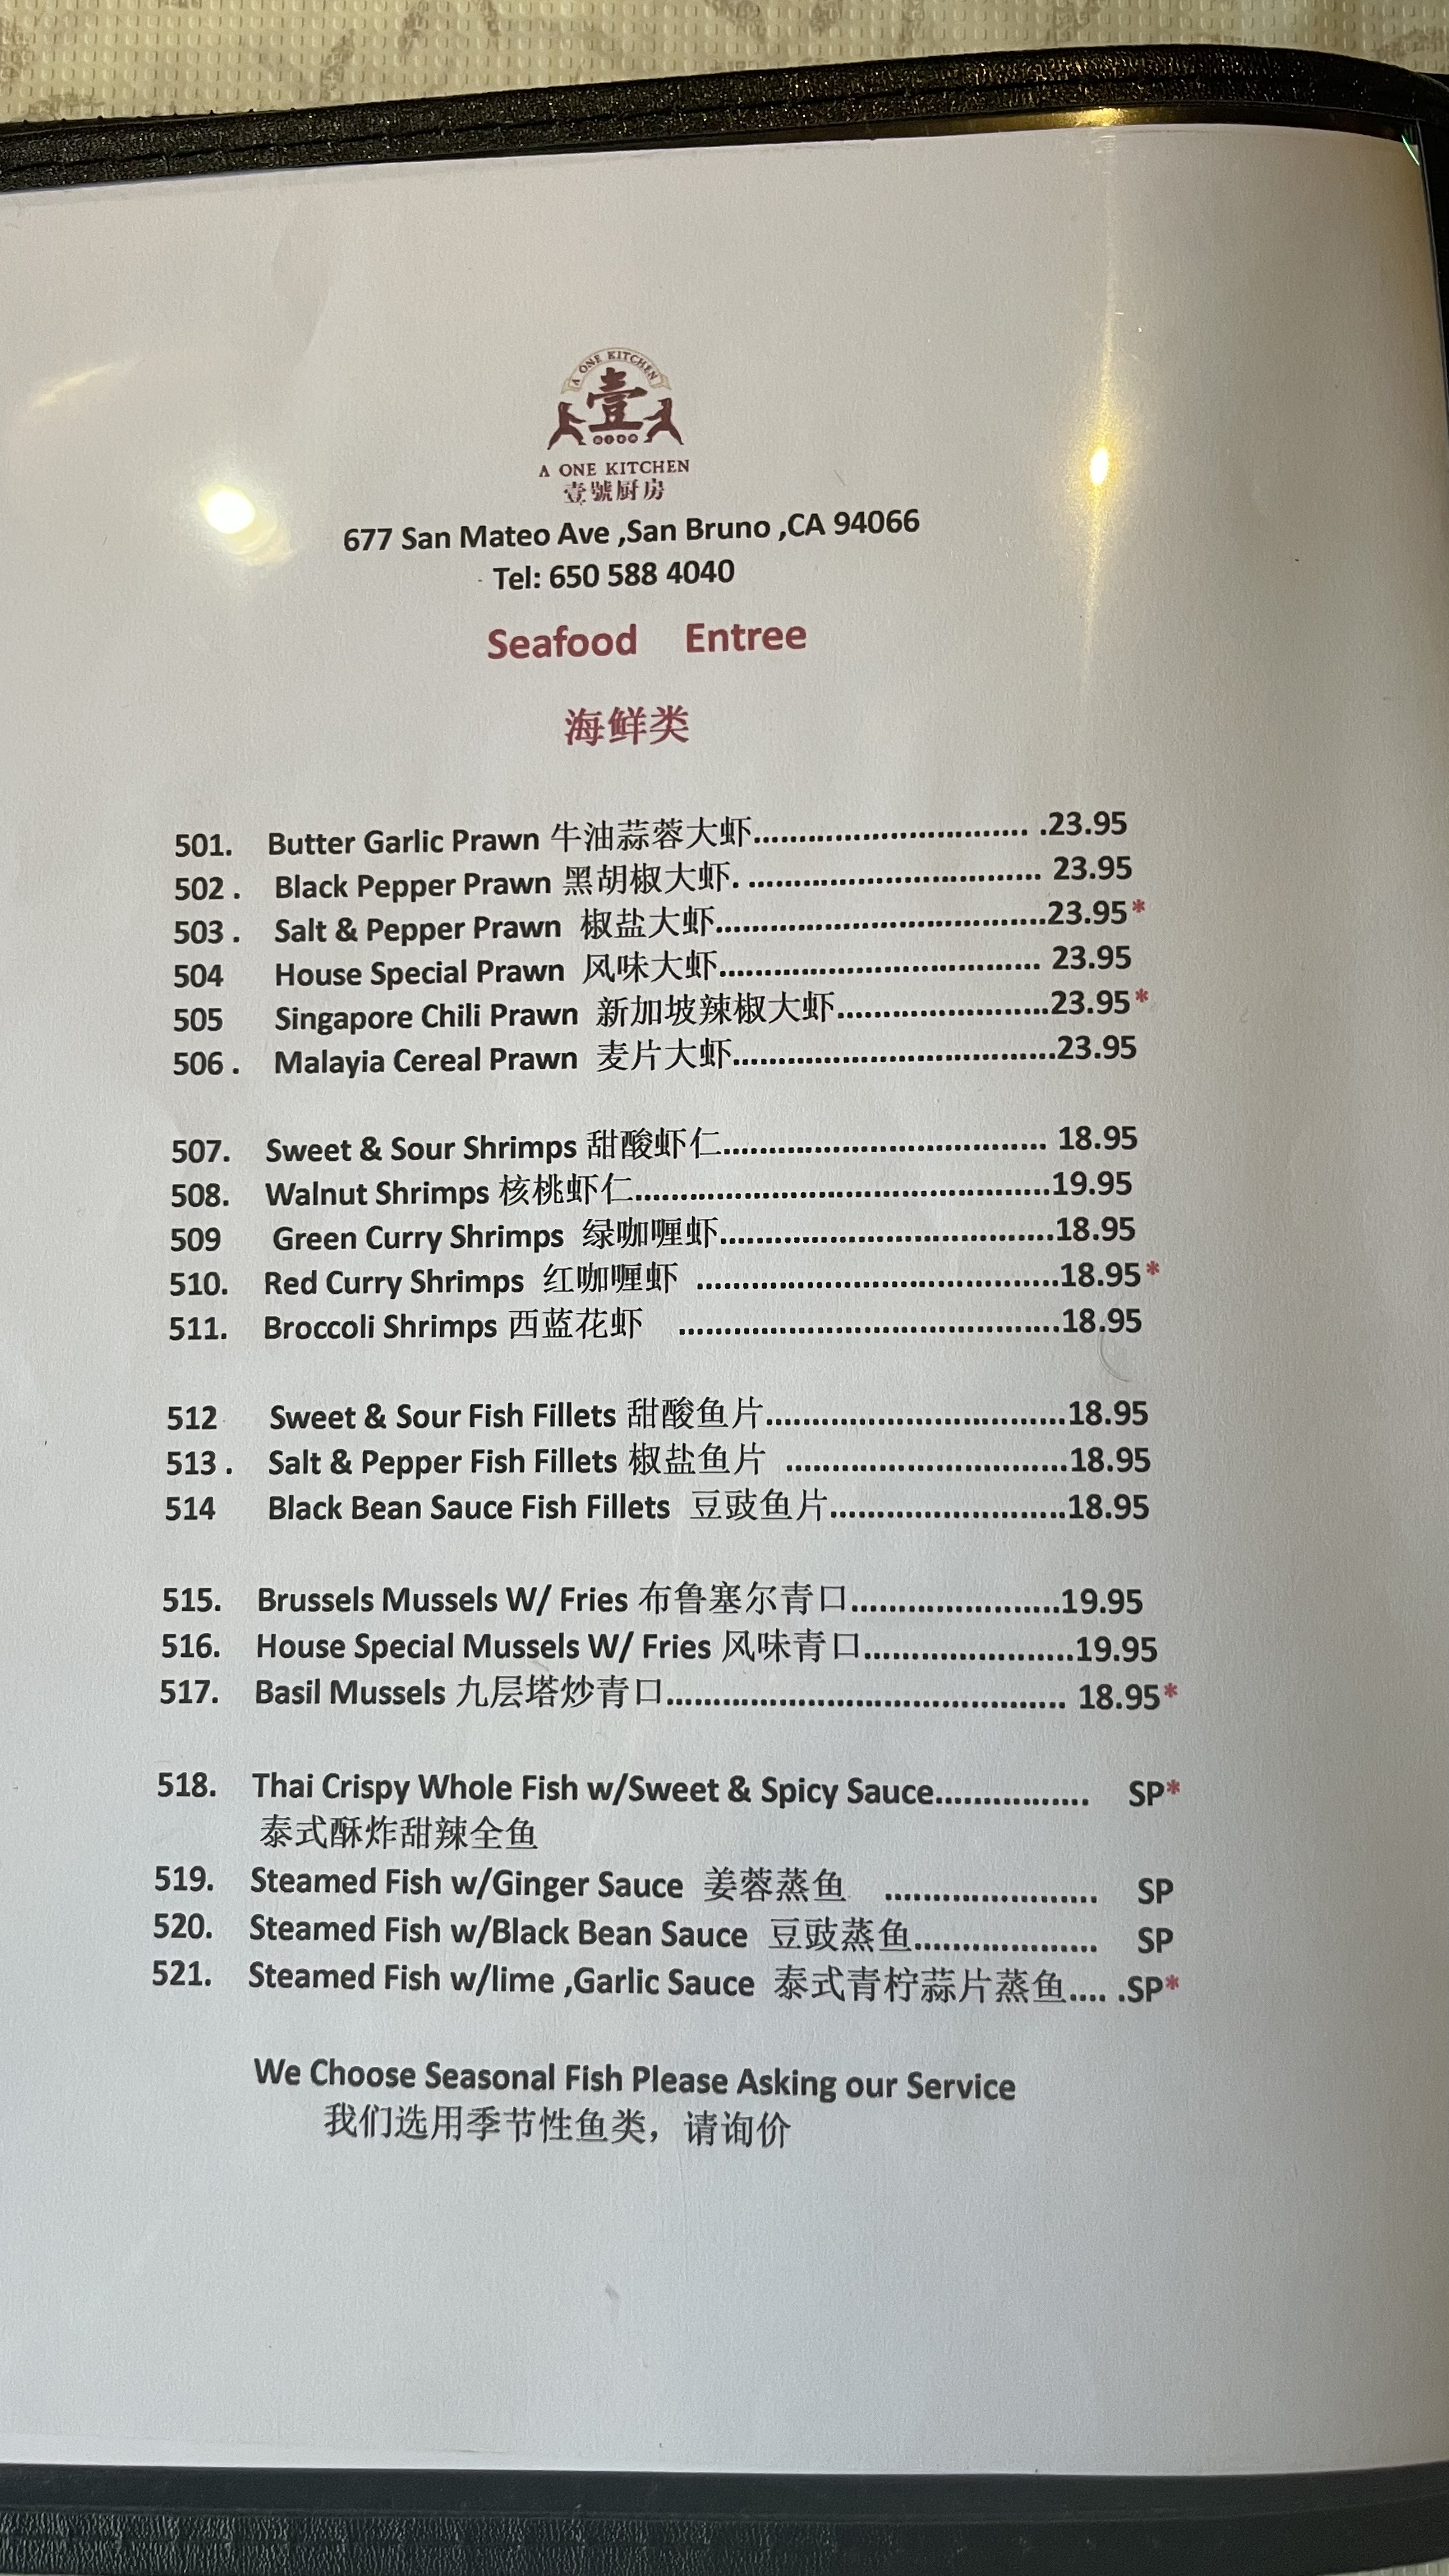 A ONE KITCHEN
壹
A ONE KITCHEN
壹號厨房
677 San Mateo Ave ,San Bruno ,CA 94066
Tel: 650 588 4040
Seafood Entree
海鲜类
501. Butter Garlic Prawn 牛油蒜蓉大虾.............................. .23.95
502 . Black Pepper Prawn 黑胡椒大虾. ................................ 23.95
503 . Salt & Pepper Prawn 椒盐大虾....................................23.95*
504 House Special Prawn 风味大虾................................... 23.95
505 Singapore Chili Prawn 新加坡辣椒大虾.......................23.95*
506 . Malayia Cereal Prawn 麦片大虾...................................23.95
507. Sweet & Sour Shrimps 甜酸虾仁................................... 18.95
508. Walnut Shrimps 核桃虾仁.............................................19.95
509 Green Curry Shrimps 绿咖喱虾....................................18.95
510. Red Curry Shrimps 红咖喱虾 .......................................18.95*
511. Broccoli Shrimps 西蓝花虾 .........................................18.95
512 Sweet & Sour Fish Fillets 甜酸鱼片................................18.95
513 . Salt & Pepper Fish Fillets 椒盐鱼片 ..............................18.95
514 Black Bean Sauce Fish Fillets 豆豉鱼片.........................18.95
515. Brussels Mussels W/ Fries 布鲁塞尔青口......................19.95
516. House Special Mussels W/ Fries 风味青口......................19.95
517. Basil Mussels 九层塔炒青口.......................................... 18.95*
518. Thai Crispy Whole Fish w/Sweet & Spicy Sauce................ SP*
泰式酥炸甜辣全鱼
519. Steamed Fish w/Ginger Sauce 姜蓉蒸鱼 ...................... SP
520. Steamed Fish w/Black Bean Sauce 豆豉蒸鱼................... SP
521. Steamed Fish w/lime ,Garlic Sauce 泰式青柠蒜片蒸鱼.... .SP*
We Choose Seasonal Fish Please Asking our Service
我们选用季节性鱼类，请询价